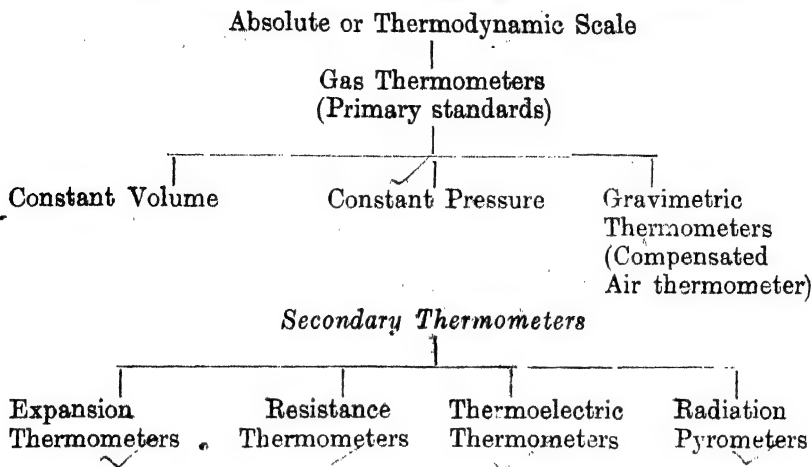 Absolute or Thermodynamic Scale
Gas Thermometers
(Primary standards)
Constant Volume Constant Pressure Gravimetric
Thermometers
(Compensated
Air thermometer)
Secondary Thermometers
Expansion Resistance Thermoelectric Radiation
Thermometers Thermometers Thermometers Pyrometers